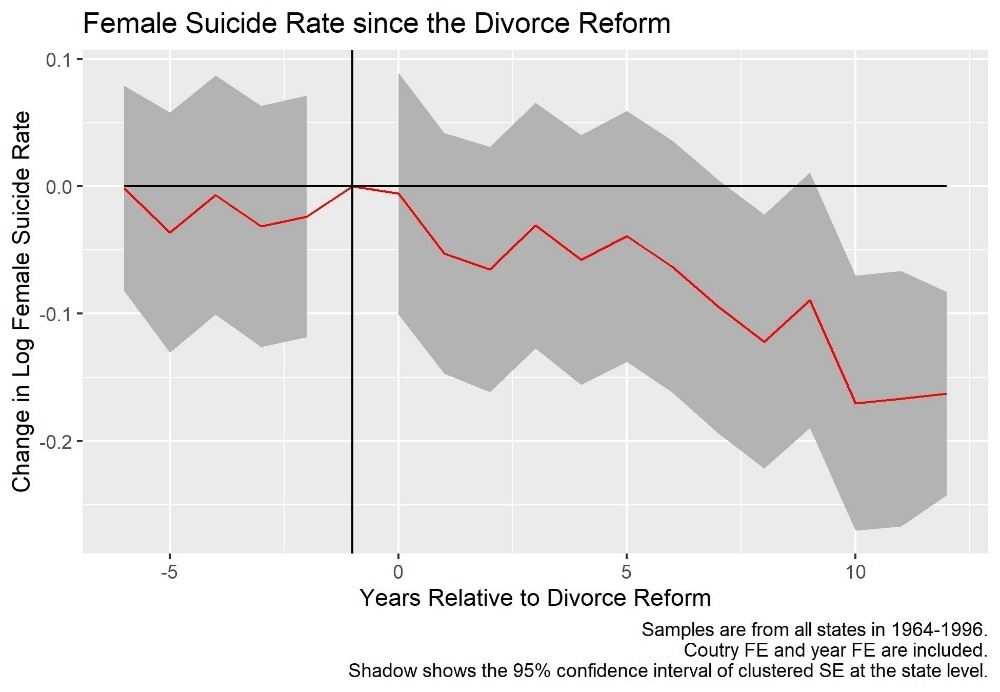 Female Suicide Rate since the Divorce Reform
Change in Log Female Suicide Rate
0.1
0.0
-0.1
-0.2
-5
0
5
10
Years Relative to Divorce Reform
Samples are from all states in 1964-1996.
Coutry FE and year FE are included.
Shadow shows the 95% confidence interval of clustered SE at the state level.